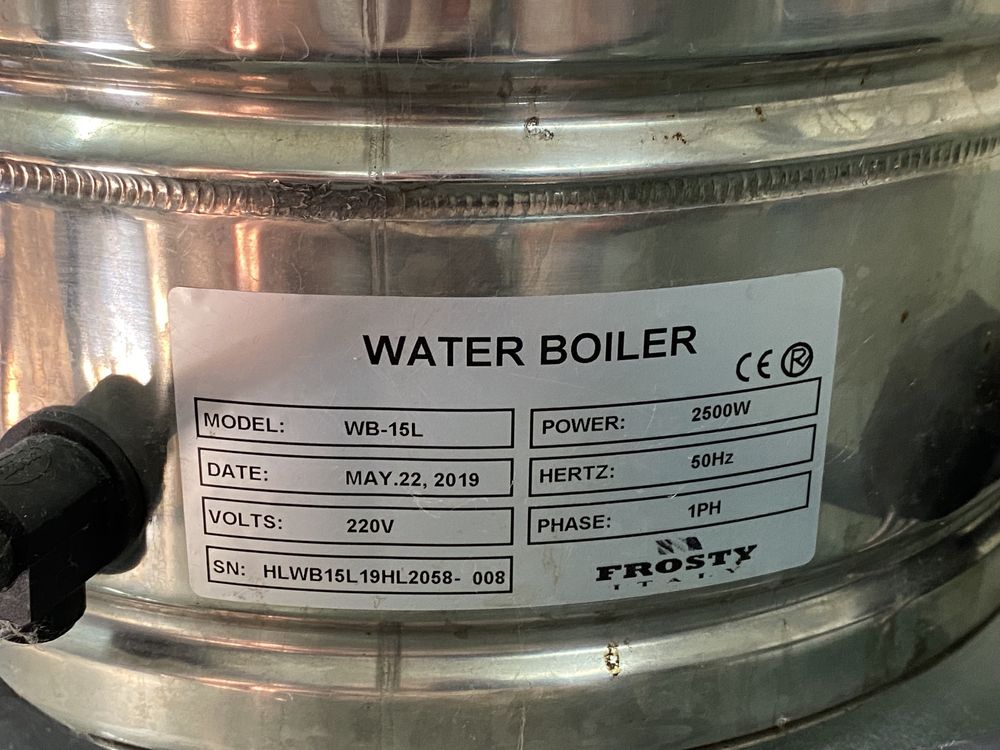 WATER BOILER
CE R
MODEL: WB-15L
DATE: MAY.22, 2019
VOLTS: 220V
SN: HLWB15L19HL2058- 008
POWER: 2500W
HERTZ: 50Hz
PHASE: 1PH
FROSTY
ITALY